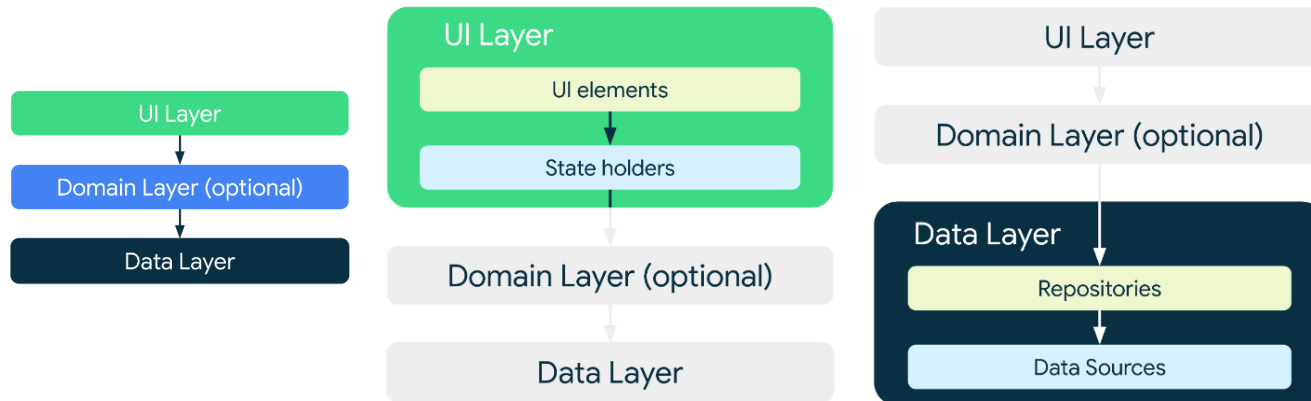 UI Layer
Domain Layer (optional)
Data Layer
UI Layer
UI elements
State holders
Domain Layer (optional)
Data Layer
UI Layer
Domain Layer (optional)
Data Layer
Repositories
Data Sources